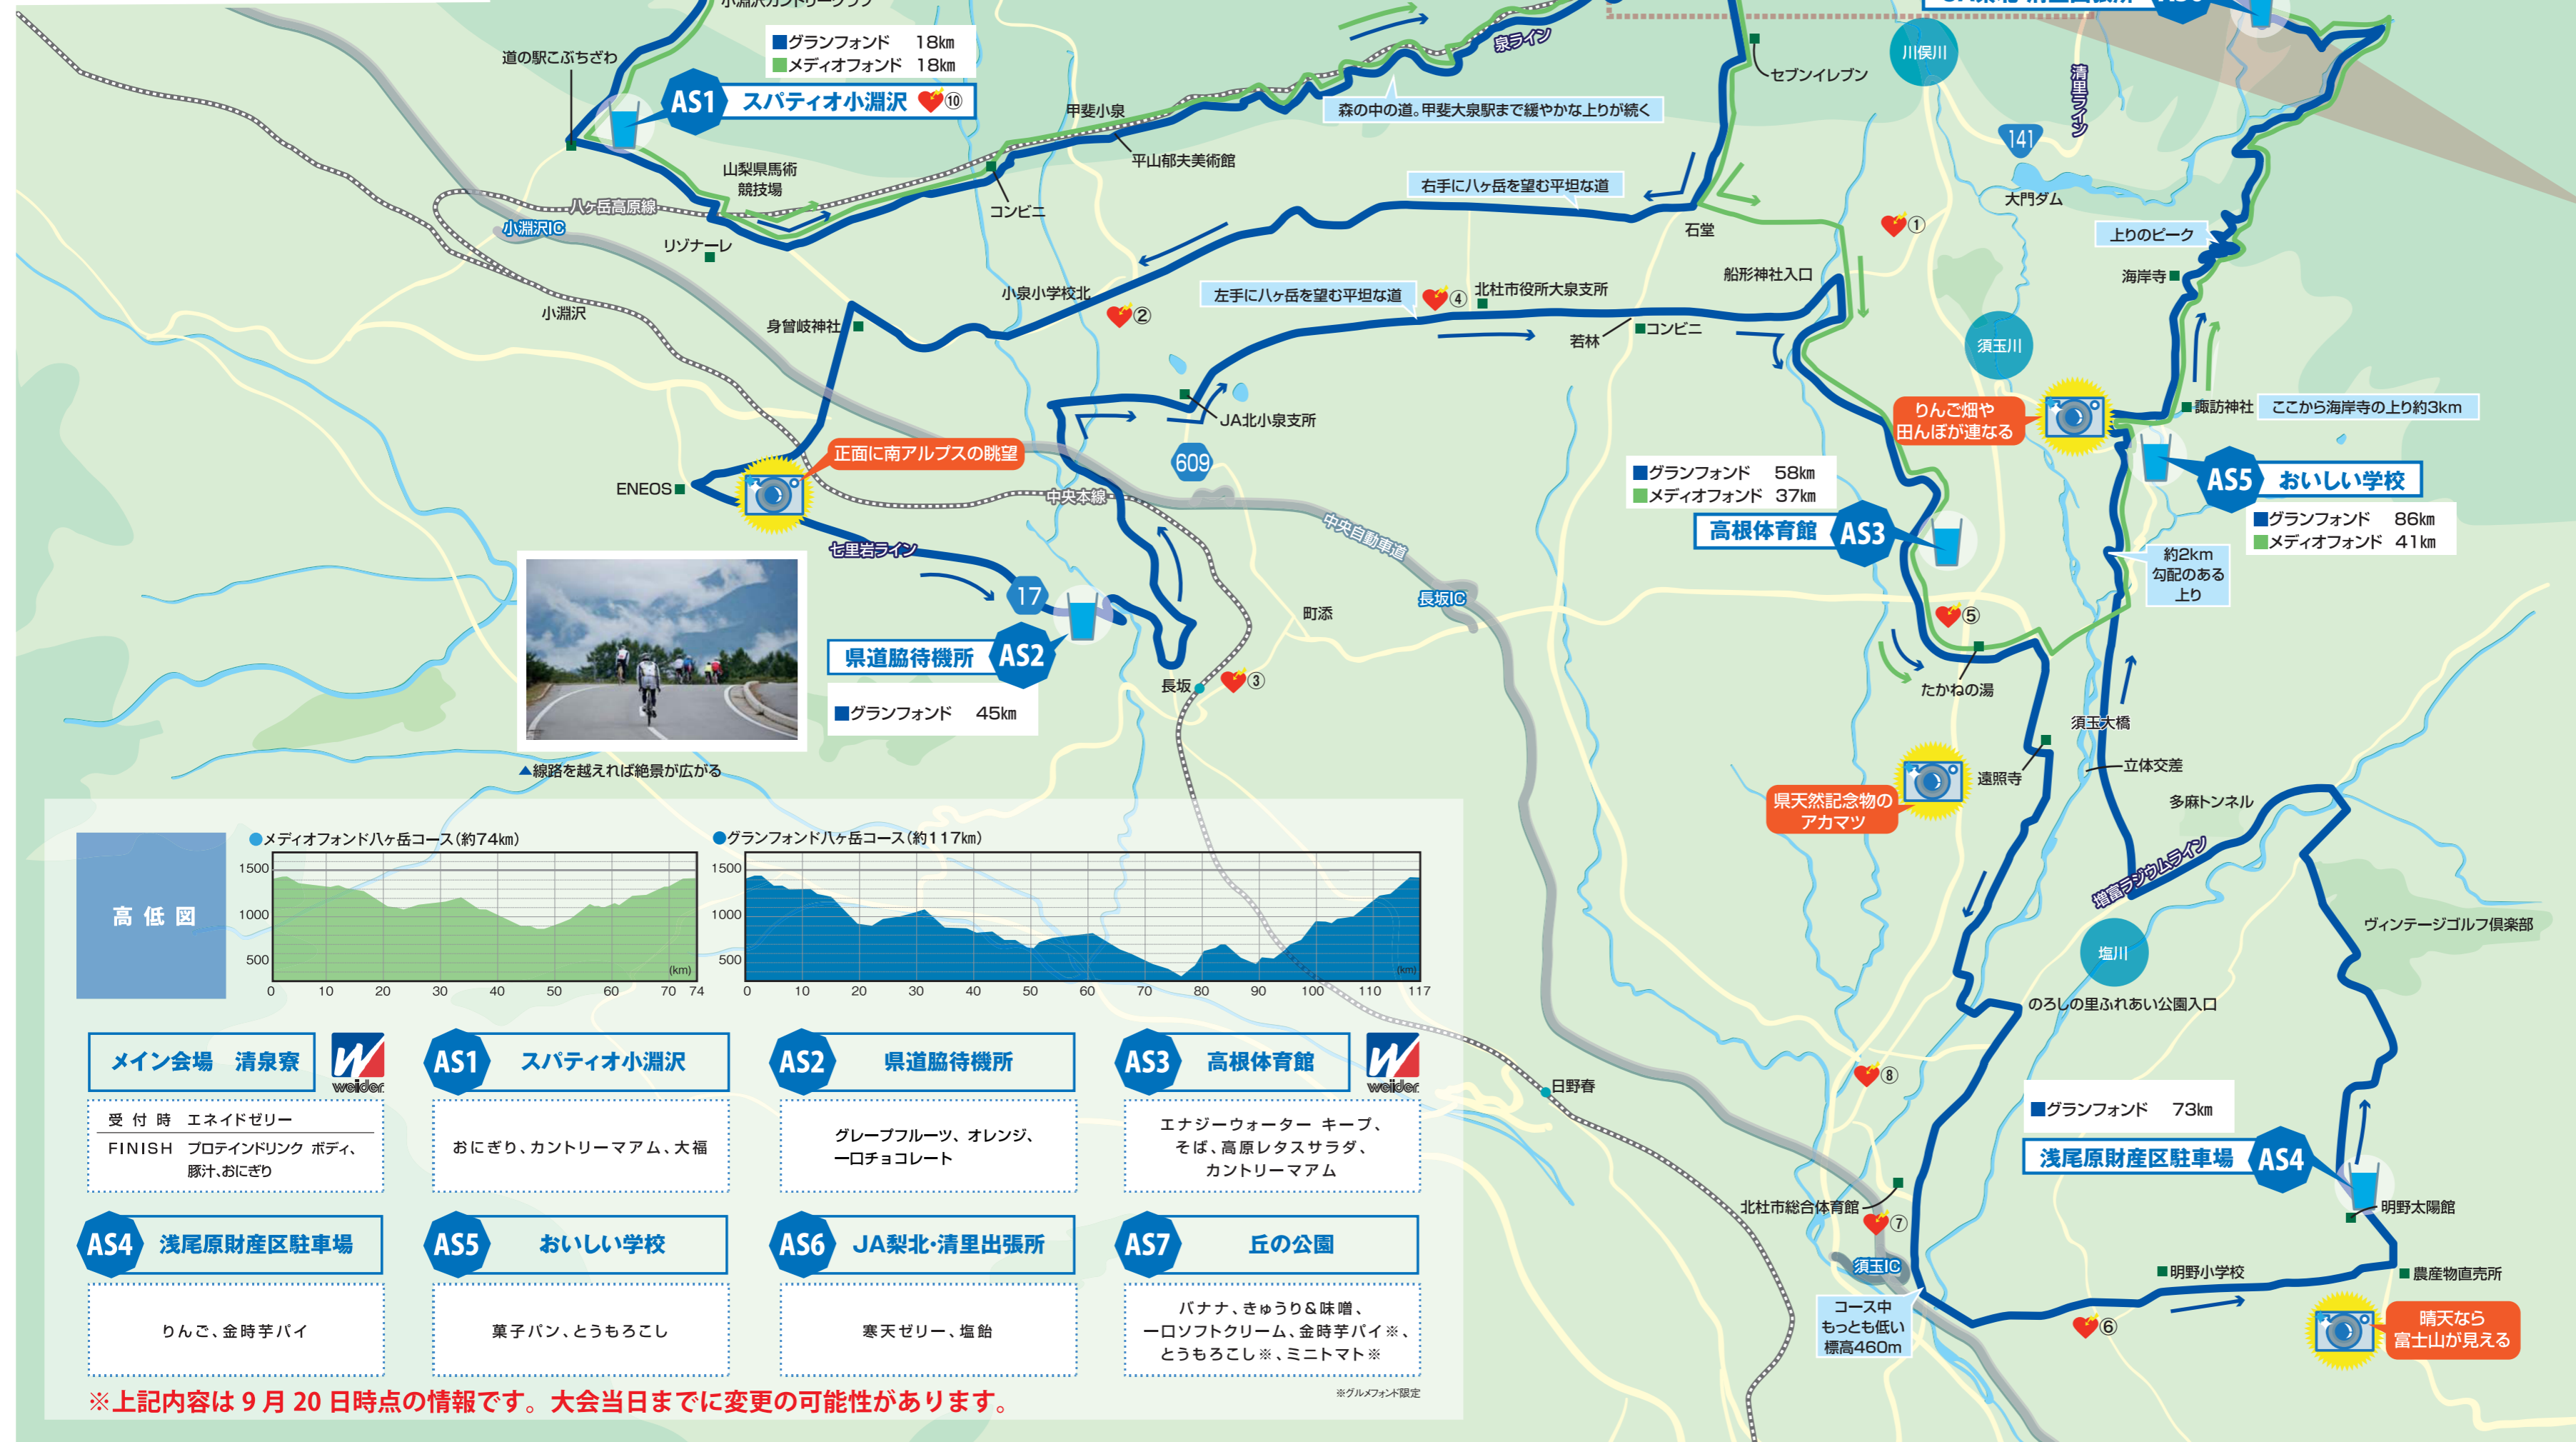 小淵沢カントリークラブ
道の駅こぶちざわ
■グランフォンド 18km
■メディオフォンド 18km
AS1 スパティオ小淵沢 ⑩
泉ライン
セブンイレブン
川俣川
清里ライン
141
大門ダム
森の中の道。甲斐大泉駅まで緩やかな上りが続く
甲斐小泉
平山郁夫美術館
山梨県馬術
競技場
コンビニ
八ヶ岳高原線
小淵沢IC
リゾナーレ
右手に八ヶ岳を望む平坦な道
石堂
①
上りのピーク
海岸寺
船形神社入口
小淵沢
小泉小学校北
②
身曾岐神社
左手に八ヶ岳を望む平坦な道
④
北杜市役所大泉支所
若林
コンビニ
須玉川
JA北小泉支所
609
りんご畑や
田んぼが連なる
諏訪神社
ここから海岸寺の上り約3km
正面に南アルプスの眺望
ENEOS
中央本線
中央自動車道
■グランフォンド 58km
■メディオフォンド 37km
高根体育館 AS3
AS5 おいしい学校
■グランフォンド 86km
■メディオフォンド 41km
約2km
勾配のある
上り
七里岩ライン
17
長坂IC
町添
⑤
県道脇待機所 AS2
■グランフォンド 45km
長坂
③
たかねの湯
須玉大橋
立体交差
遠照寺
▲線路を越えれば絶景が広がる
県天然記念物の
アカマツ
多麻トンネル
増富ラジウムライン
ヴィンテージゴルフ倶楽部
塩川
のろしの里ふれあい公園入口
高低図
●メディオフォンド八ヶ岳コース（約74km）
1500
1000
500
(km)
0 10 20 30 40 50 60 70 74
●グランフォンド八ヶ岳コース（約117km）
1500
1000
500
(km)
0 10 20 30 40 50 60 70 80 90 100 110 117
日野春
⑧
■グランフォンド 73km
浅尾原財産区駐車場 AS4
明野太陽館
北杜市総合体育館
⑦
須玉IC
明野小学校
農産物直売所
コース中
もっとも低い
標高460m
⑥
晴天なら
富士山が見える
メイン会場 清泉寮
weider
受付時 エネイドゼリー
FINISH プロテインドリンク ボディ、
豚汁、おにぎり
AS1 スパティオ小淵沢
おにぎり、カントリーマアム、大福
AS2 県道脇待機所
グレープフルーツ、オレンジ、
一口チョコレート
AS3 高根体育館
weider
エナジーウォーター キープ、
そば、高原レタスサラダ、
カントリーマアム
AS4 浅尾原財産区駐車場
りんご、金時芋パイ
AS5 おいしい学校
菓子パン、とうもろこし
AS6 JA梨北・清里出張所
寒天ゼリー、塩飴
AS7 丘の公園
バナナ、きゅうり＆味噌、
一口ソフトクリーム、金時芋パイ※、
とうもろこし※、ミニトマト※
※グルメフォンド限定
※上記内容は9月20日時点の情報です。大会当日までに変更の可能性があります。